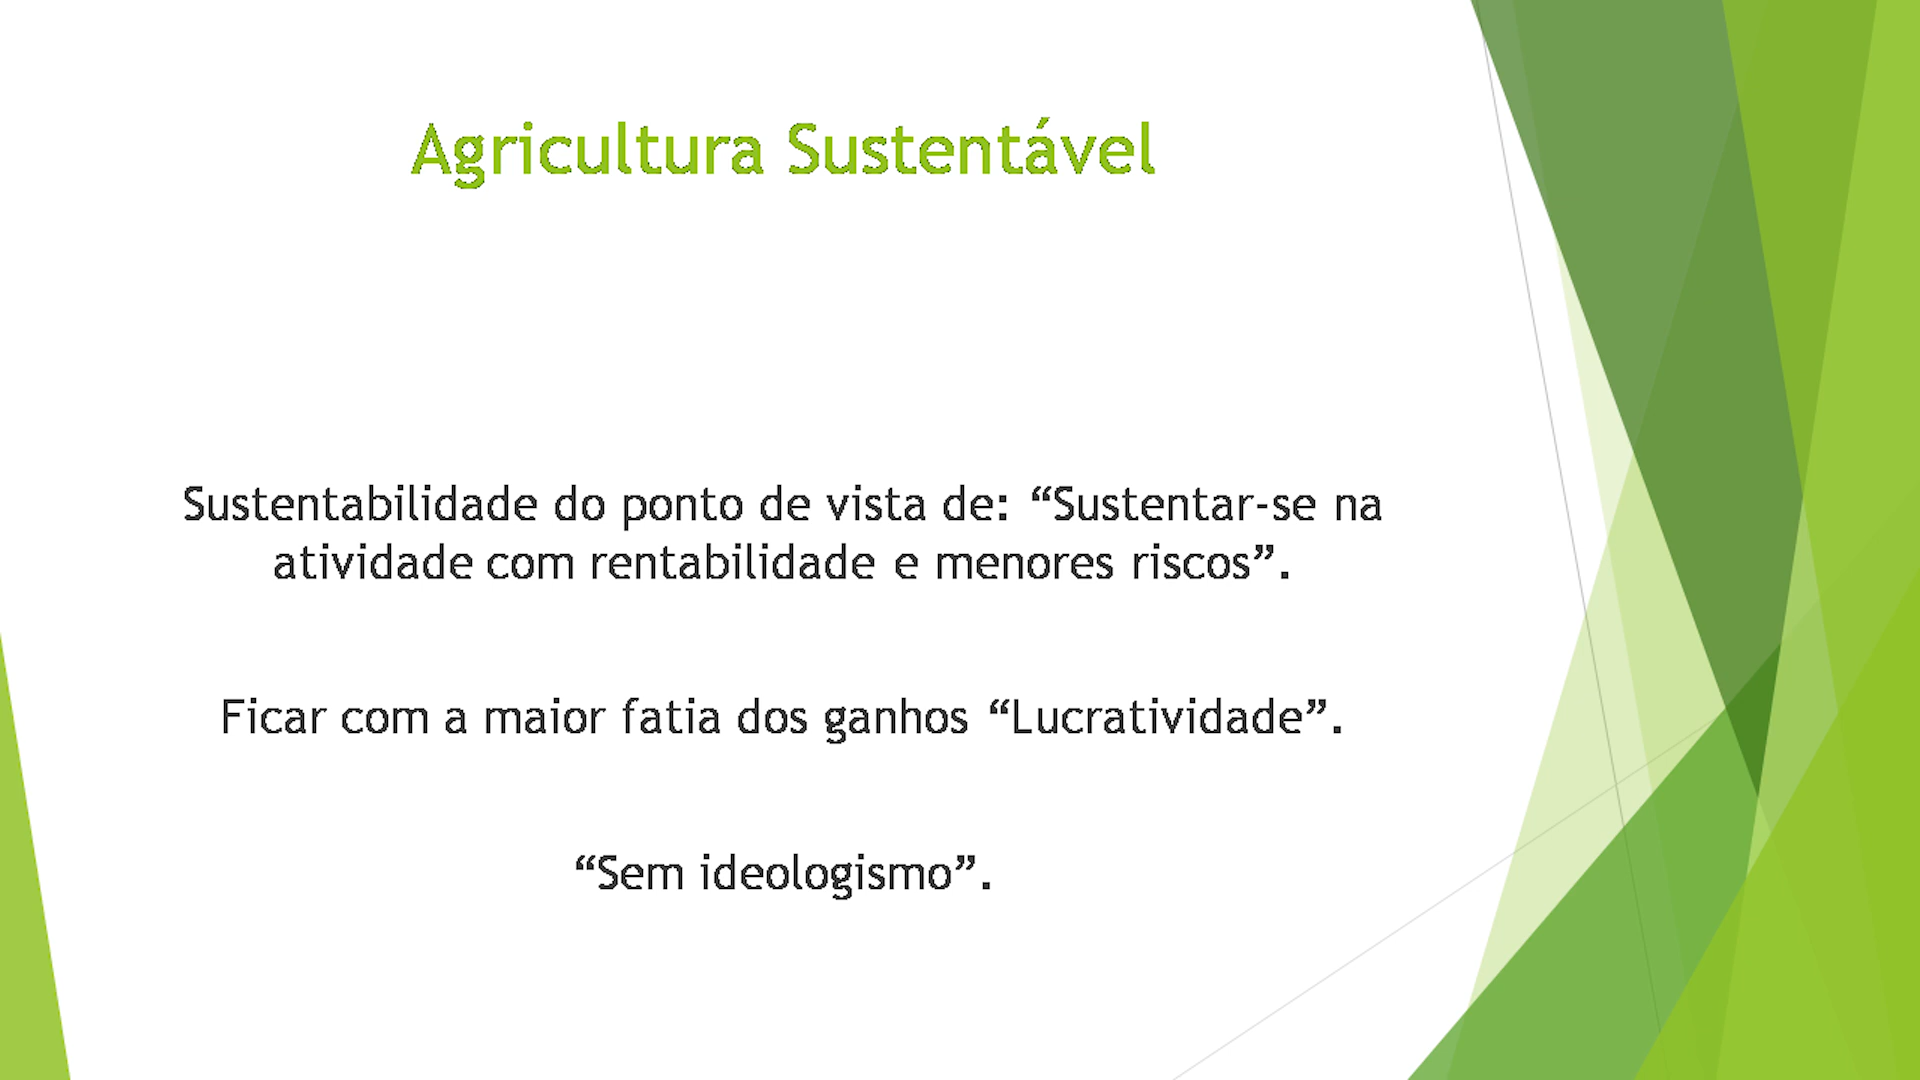 Agricultura Sustentável
Sustentabilidade do ponto de vista de: “Sustentar-se na
atividade com rentabilidade e menores riscos”.
Ficar com a maior fatia dos ganhos “Lucratividade”.
“Sem ideologismo”.